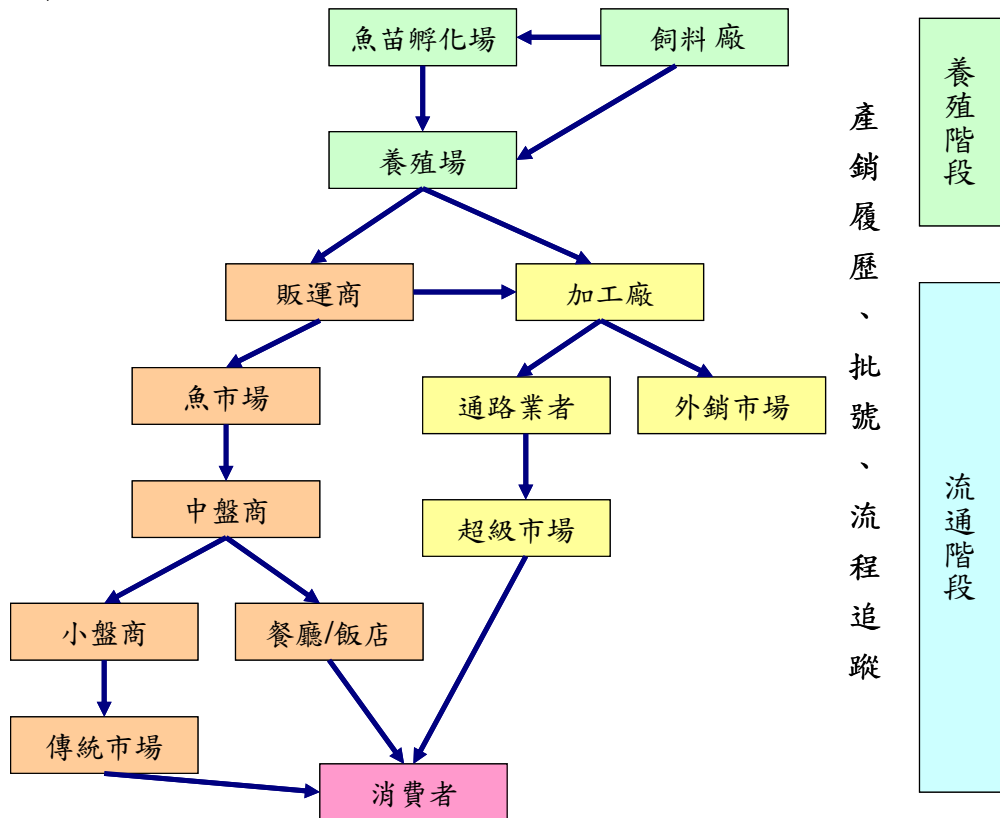 魚苗孵化場
飼料廠
養殖場
販運商
加工廠
魚市場
通路業者
外銷市場
中盤商
超級市場
小盤商
餐廳/飯店
傳統市場
消費者
產銷履歷、批號、流程追蹤
養殖階段
流通階段